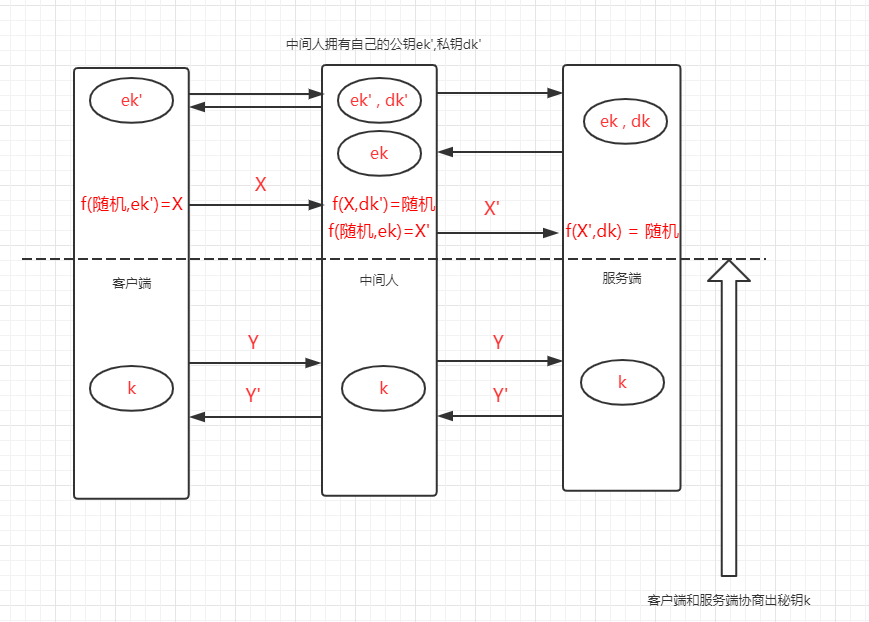 中间人拥有自己的公钥ek',私钥dk'
ek'
ek' , dk'
ek , dk
ek
X
f(随机,ek')=X
f(X,dk')=随机
X'
f(随机,ek)=X'
f(X',dk) = 随机
客户端
中间人
服务端
Y
Y
k
k
k
Y'
Y'
客户端和服务端协商出秘钥k